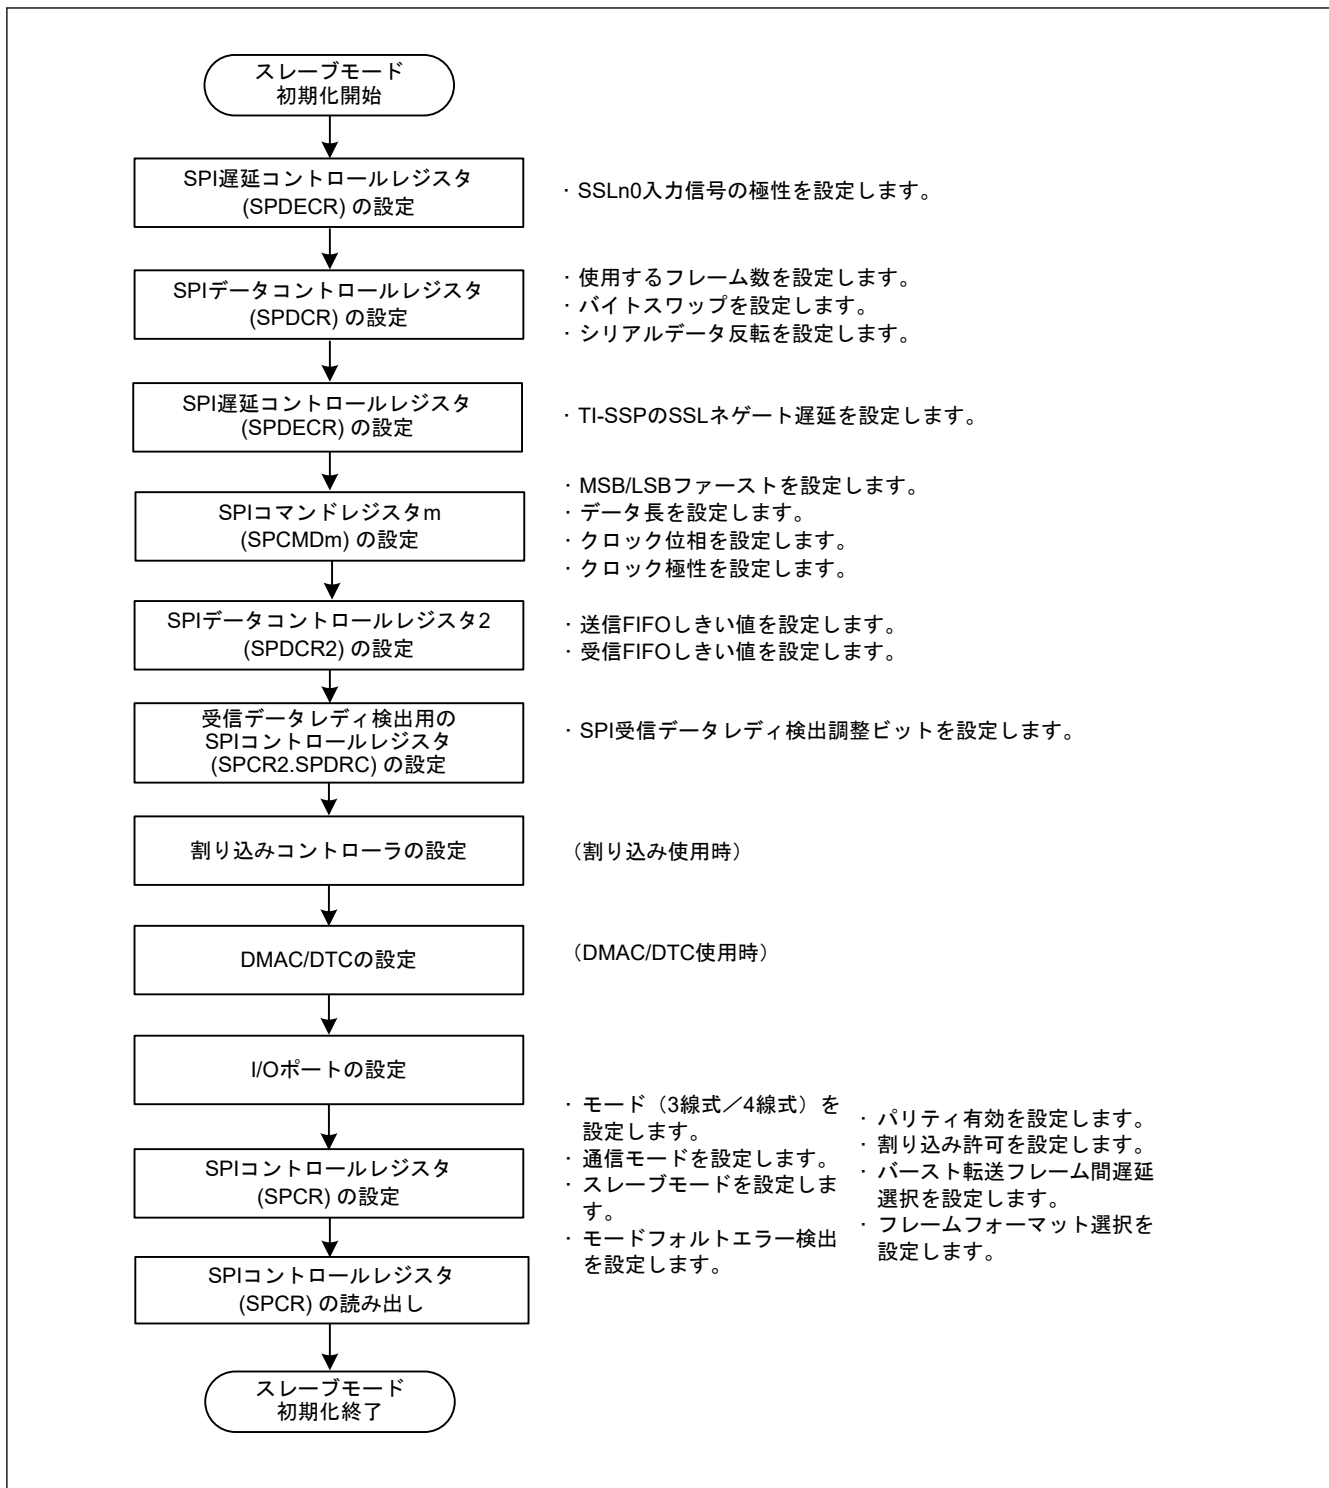 スレーブモード
初期化開始
SPI遅延コントロールレジスタ
(SPDECR) の設定
・SSLn0入力信号の極性を設定します。
SPIデータコントロールレジスタ
(SPDCR) の設定
・使用するフレーム数を設定します。
・バイトスワップを設定します。
・シリアルデータ反転を設定します。
SPI遅延コントロールレジスタ
(SPDECR) の設定
・TI-SSPのSSLネゲート遅延を設定します。
SPIコマンドレジスタm
(SPCMDm) の設定
・MSB/LSBファーストを設定します。
・データ長を設定します。
・クロック位相を設定します。
・クロック極性を設定します。
SPIデータコントロールレジスタ2
(SPDCR2) の設定
・送信FIFOしきい値を設定します。
・受信FIFOしきい値を設定します。
受信データレディ検出用の
SPIコントロールレジスタ
(SPCR2.SPDRC) の設定
・SPI受信データレディ検出調整ビットを設定します。
割り込みコントローラの設定
（割り込み使用時）
DMAC/DTCの設定
（DMAC/DTC使用時）
I/Oポートの設定
SPIコントロールレジスタ
(SPCR) の設定
・モード（3線式／4線式）を
設定します。
・通信モードを設定します。
・スレーブモードを設定しま
す。
・モードフォルトエラー検出
を設定します。
・パリティ有効を設定します。
・割り込み許可を設定します。
・バースト転送フレーム間遅延
選択を設定します。
・フレームフォーマット選択を
設定します。
SPIコントロールレジスタ
(SPCR) の読み出し
スレーブモード
初期化終了